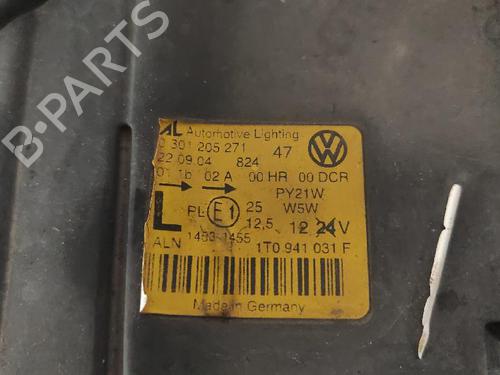 AL Automotive Lighting
0 301 205 271 47
22.09.04 824
01 1b 02 A 00 HR 00 DCR
PY21W
L PL E1 25 W5W
12,5 12 24V
ALN 1453-1455 1T0 941 031 F
Made in Germany
B-PARTS